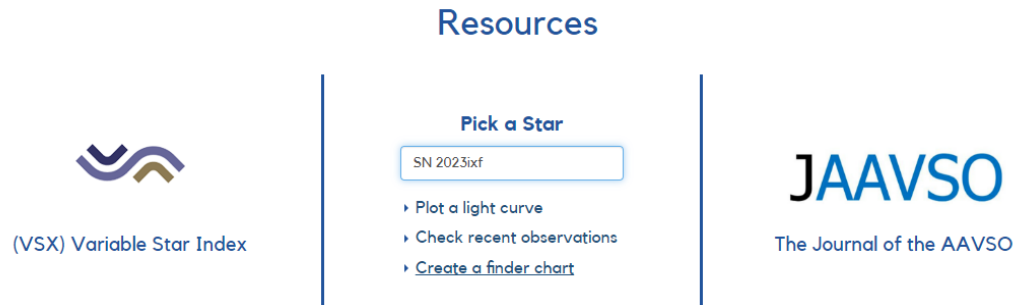 Resources
(VSX) Variable Star Index
Pick a Star
SN 2023ixf
Plot a light curve
Check recent observations
Create a finder chart
JAAVSO
The Journal of the AAVSO